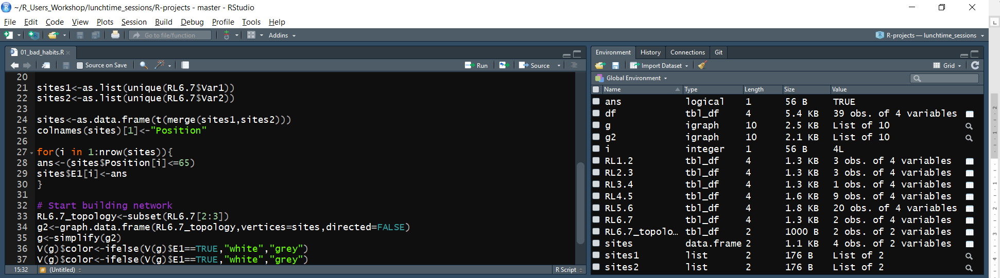 ~/R_Users_Workshop/lunchtime_sessions/R-projects - master - RStudio
File Edit Code View Plots Session Build Debug Profile Tools Help
Go to file/function Addins R-projects — lunchtime_sessions
01_bad_habits.R
Source on Save Run Source
20
21 sites1<-as.list(unique(RL6.7$Var1))
22 sites2<-as.list(unique(RL6.7$Var2))
23
24 sites<-as.data.frame(t(merge(sites1,sites2)))
25 colnames(sites)[1]<-"Position"
26
27 for(i in 1:nrow(sites)){
28 ans<-(sites$Position[i]<=65)
29 sites$E1[i]<-ans
30 }
31
32 # Start building network
33 RL6.7_topology<-subset(RL6.7[2:3])
34 g2<-graph.data.frame(RL6.7_topology,vertices=sites,directed=FALSE)
35 g<-simplify(g2)
36 V(g)$color<-ifelse(V(g)$E1==TRUE,"white","grey")
37 V(g)$color<-ifelse(V(g)$E1==TRUE,"white","grey")
15:32 # (Untitled) R Script
Environment History Connections Git
Import Dataset Grid
Global Environment
Name Type Length Size Value
ans logical 1 56 B TRUE
df tbl_df 4 5.4 KB 39 obs. of 4 variables
g igraph 10 2.5 KB List of 10
g2 igraph 10 2.1 KB List of 10
i integer 1 56 B 4L
RL1.2 tbl_df 4 1.3 KB 3 obs. of 4 variables
RL2.3 tbl_df 4 1.3 KB 3 obs. of 4 variables
RL3.4 tbl_df 4 1.3 KB 1 obs. of 4 variables
RL4.5 tbl_df 4 1.6 KB 9 obs. of 4 variables
RL5.6 tbl_df 4 1.8 KB 20 obs. of 4 variables
RL6.7 tbl_df 4 1.3 KB 2 obs. of 4 variables
RL6.7_topolo… tbl_df 2 1000 B 2 obs. of 2 variables
sites data.frame 2 1.1 KB 4 obs. of 2 variables
sites1 list 2 176 B List of 2
sites2 list 2 176 B List of 2
L
2
1
1
2
3
4